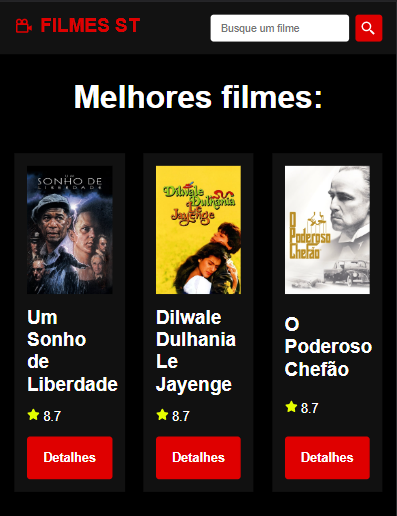 FILMES ST
Busque um filme
Melhores filmes:
UM
SONHO DE
LIBERDADE
Um
Sonho
de
Liberdade
8.7
Detalhes
Dilwale
Dulhania
Le
Jayenge
Dilwale
Dulhania
Le
Jayenge
8.7
Detalhes
O
Poderoso
Chefão
O
Poderoso
Chefão
8.7
Detalhes